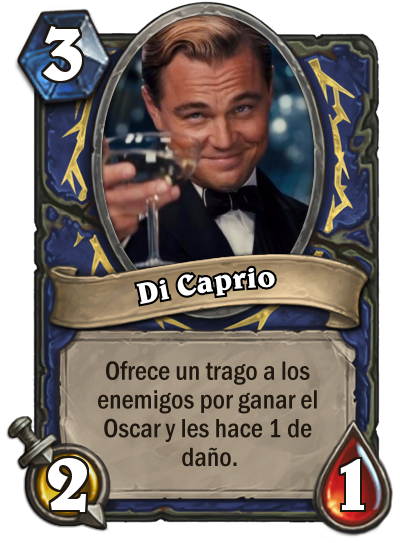 3
Di Caprio
Ofrece un trago a los
enemigos por ganar el
Oscar y les hace 1 de
daño.
2
1